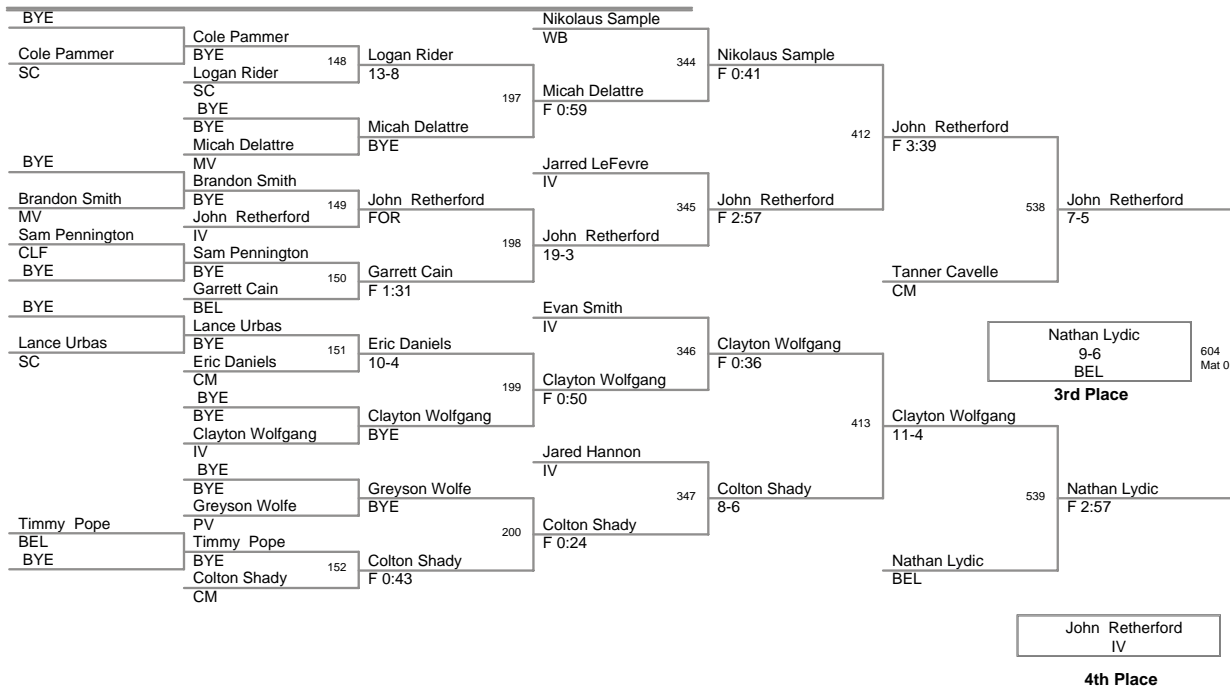 BYE
Cole Pammer
SC
BYE
Brandon Smith
MV
Sam Pennington
CLF
BYE
BYE
Lance Urbas
SC
Timmy Pope
BEL
BYE
Cole Pammer
BYE
148
Logan Rider
SC
BYE
BYE
Micah Delattre
MV
Brandon Smith
BYE
149
John Retherford
IV
Sam Pennington
BYE
150
Garrett Cain
BEL
Lance Urbas
BYE
151
Eric Daniels
CM
BYE
BYE
Clayton Wolfgang
IV
BYE
BYE
Greyson Wolfe
PV
Timmy Pope
BYE
152
Colton Shady
CM
Logan Rider
13-8
197
Micah Delattre
BYE
John Retherford
FOR
198
Garrett Cain
F 1:31
Eric Daniels
10-4
199
Clayton Wolfgang
BYE
Greyson Wolfe
BYE
200
Colton Shady
F 0:43
Nikolaus Sample
WB
344
Micah Delattre
F 0:59
Jarred LeFevre
IV
345
John Retherford
19-3
Evan Smith
IV
346
Clayton Wolfgang
F 0:50
Jared Hannon
IV
347
Colton Shady
F 0:24
Nikolaus Sample
F 0:41
412
John Retherford
F 2:57
Clayton Wolfgang
F 0:36
413
Colton Shady
8-6
John Retherford
F 3:39
538
Tanner Cavelle
CM
Clayton Wolfgang
11-4
539
Nathan Lydic
BEL
John Retherford
7-5
Nathan Lydic
F 2:57
Nathan Lydic
9-6
BEL
604
Mat 0
3rd Place
John Retherford
IV
4th Place